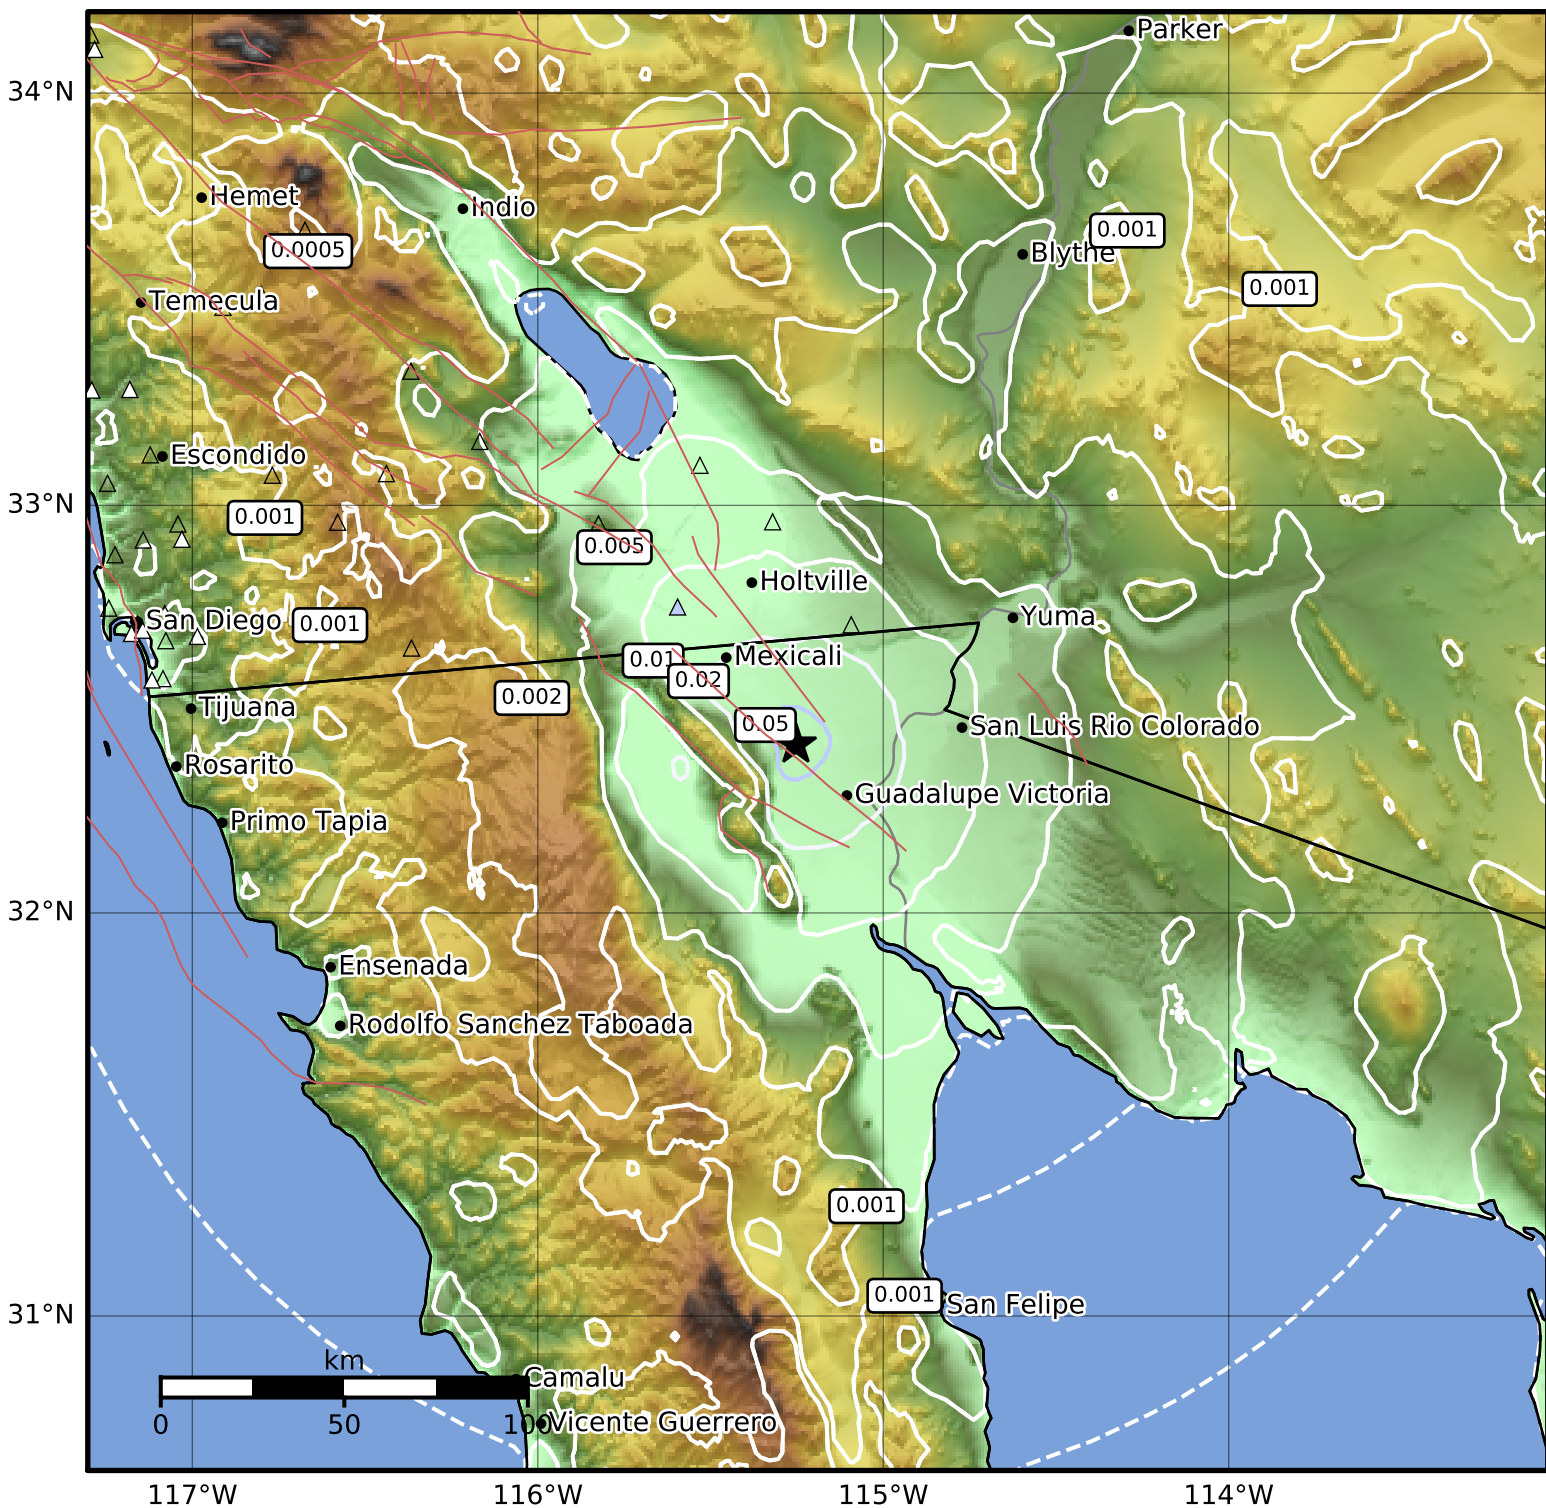 Parker
34°N
Hemet
Indio
0.001
0.0005
Blythe
0.001
Temecula
Escondido
33°N
0.001
0.005
Holtville
San Diego
0.001
Yuma
0.01
Mexicali
0.02
0.002
Tijuana
0.05
San Luis Rio Colorado
Rosarito
Guadalupe Victoria
Primo Tapia
32°N
Ensenada
Rodolfo Sanchez Taboada
0.001
0.001
San Felipe
31°N
km
Camalu
0 50 100
Vicente Guerrero
117°W 116°W 115°W 114°W